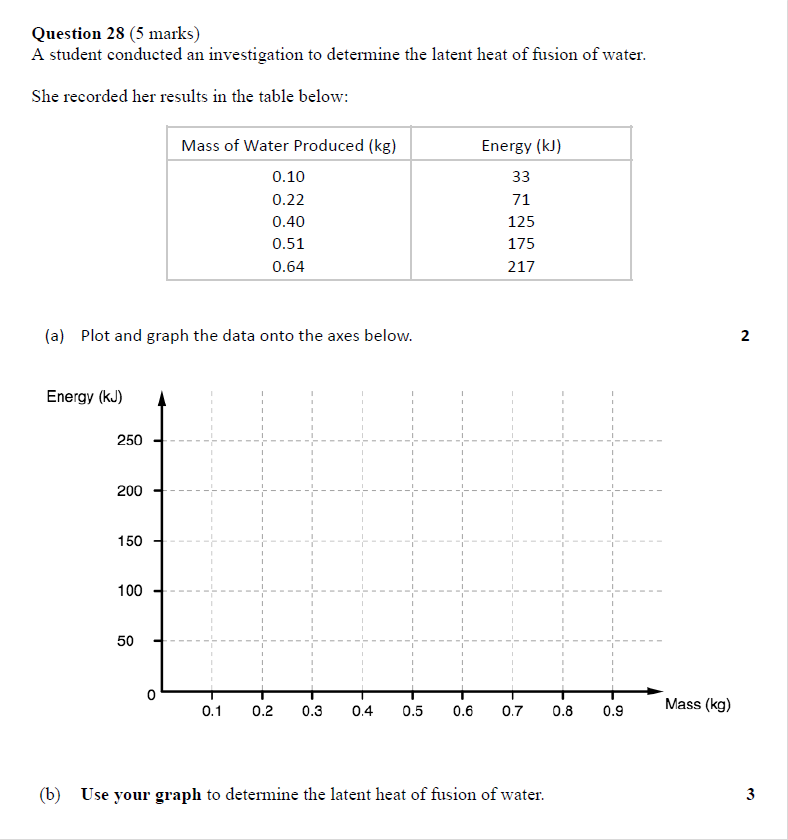 Question 28 (5 marks)
A student conducted an investigation to determine the latent heat of fusion of water.
She recorded her results in the table below:
Mass of Water Produced (kg) Energy (kJ)
0.10 33
0.22 71
0.40 125
0.51 175
0.64 217
(a) Plot and graph the data onto the axes below. 2
Energy (kJ)
250
200
150
100
50
0
0.1 0.2 0.3 0.4 0.5 0.6 0.7 0.8 0.9 Mass (kg)
(b) Use your graph to determine the latent heat of fusion of water. 3